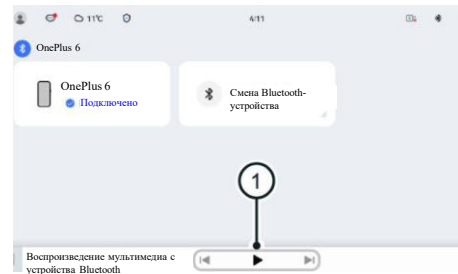 11°C
4:11
OnePlus 6
OnePlus 6
Подключено
Смена Bluetooth-
устройства
1
Воспроизведение мультимедиа с
устройства Bluetooth